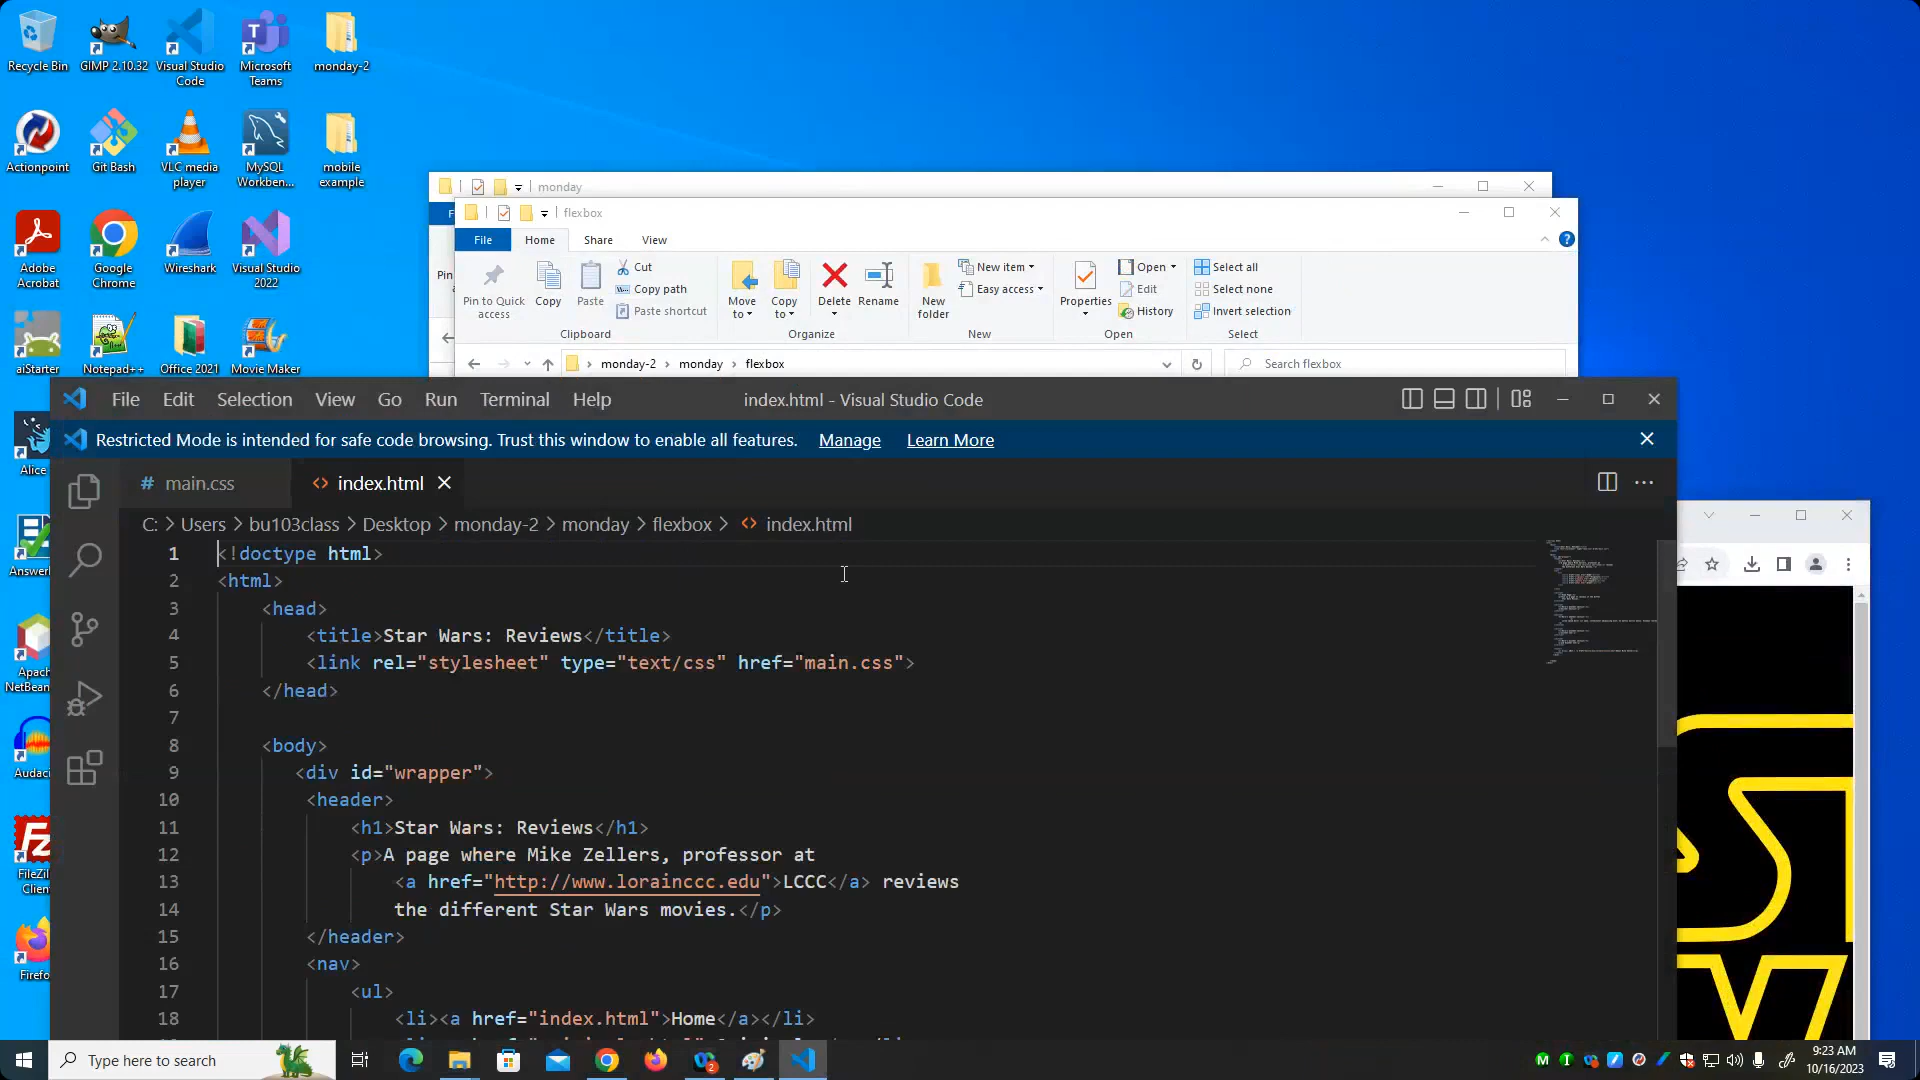 Recycle Bin
GIMP 2.10.32
Visual Studio
Code
Microsoft
Teams
monday-2
Actionpoint
Git Bash
VLC media
player
MySQL
Workben...
mobile
example
Adobe
Acrobat
Google
Chrome
Wireshark
Visual Studio
2022
aiStarter
Notepad++
Office 2021
Movie Maker
Alice
Answer
Apach
NetBean
Audac
FileZil
Clien
Firefo
monday
flexbox
File
Home
Share
View
Pin to Quick
access
Copy
Paste
Cut
Copy path
Paste shortcut
Clipboard
Move
to
Copy
to
Delete
Rename
Organize
New
folder
New item
Easy access
New
Properties
Open
Edit
History
Open
Select all
Select none
Invert selection
Select
monday-2 > monday > flexbox
Search flexbox
File Edit Selection View Go Run Terminal Help
index.html - Visual Studio Code
Restricted Mode is intended for safe code browsing. Trust this window to enable all features. Manage Learn More
# main.css
<> index.html
C: > Users > bu103class > Desktop > monday-2 > monday > flexbox > <> index.html
1 <!doctype html>
2 <html>
3 <head>
4 <title>Star Wars: Reviews</title>
5 <link rel="stylesheet" type="text/css" href="main.css">
6 </head>
7
8 <body>
9 <div id="wrapper">
10 <header>
11 <h1>Star Wars: Reviews</h1>
12 <p>A page where Mike Zellers, professor at
13 <a href="http://www.lorainccc.edu">LCCC</a> reviews
14 the different Star Wars movies.</p>
15 </header>
16 <nav>
17 <ul>
18 <li><a href="index.html">Home</a></li>
Type here to search
2
9:23 AM
10/16/2023